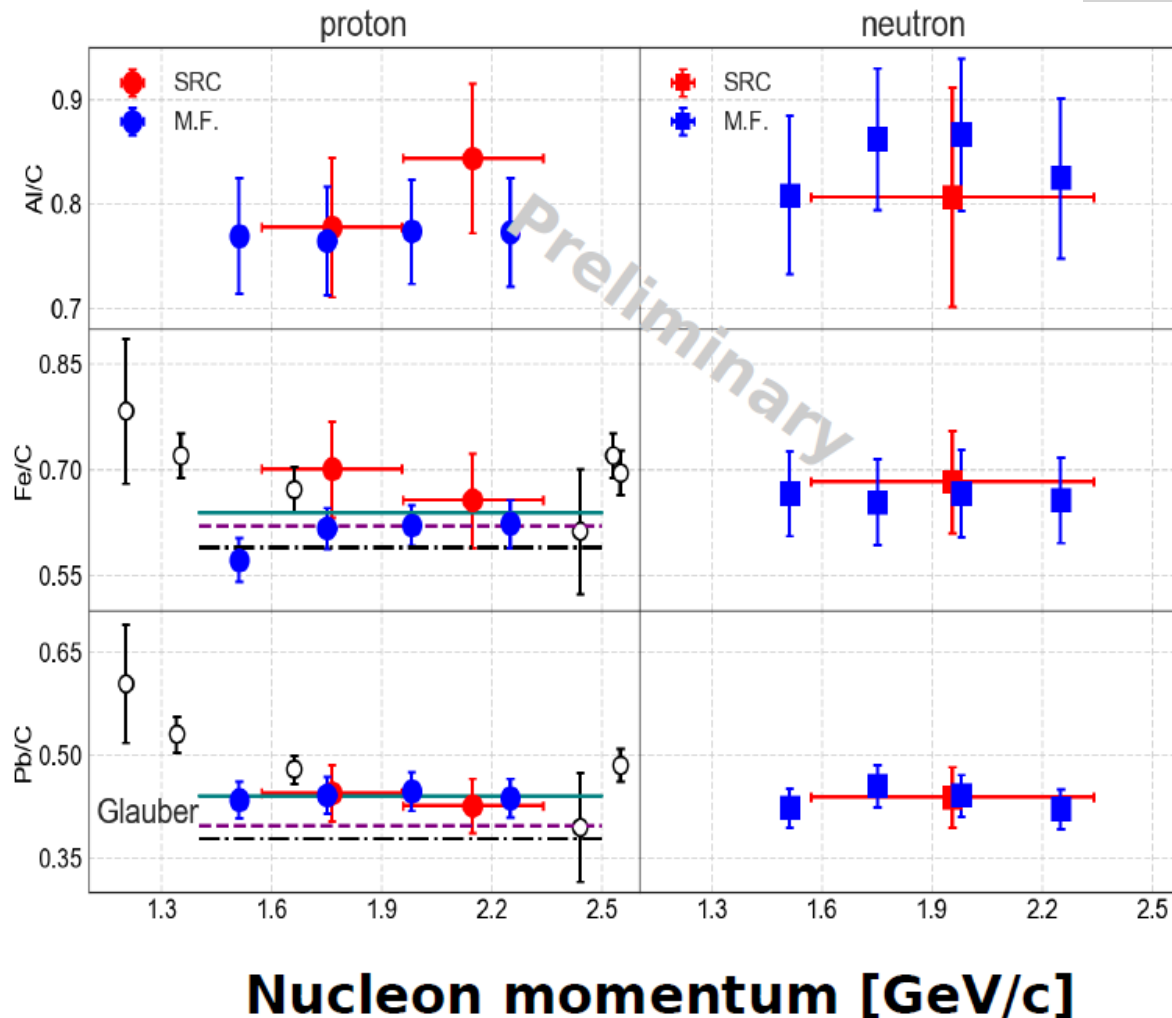 proton neutron
SRC SRC
M.F. M.F.
0.9
Al/C
0.8
0.7
Preliminary
0.85
Fe/C
0.70
0.55
0.65
Pb/C
0.50
Glauber
0.35
1.3 1.6 1.9 2.2 2.5 1.3 1.6 1.9 2.2 2.5
Nucleon momentum [GeV/c]